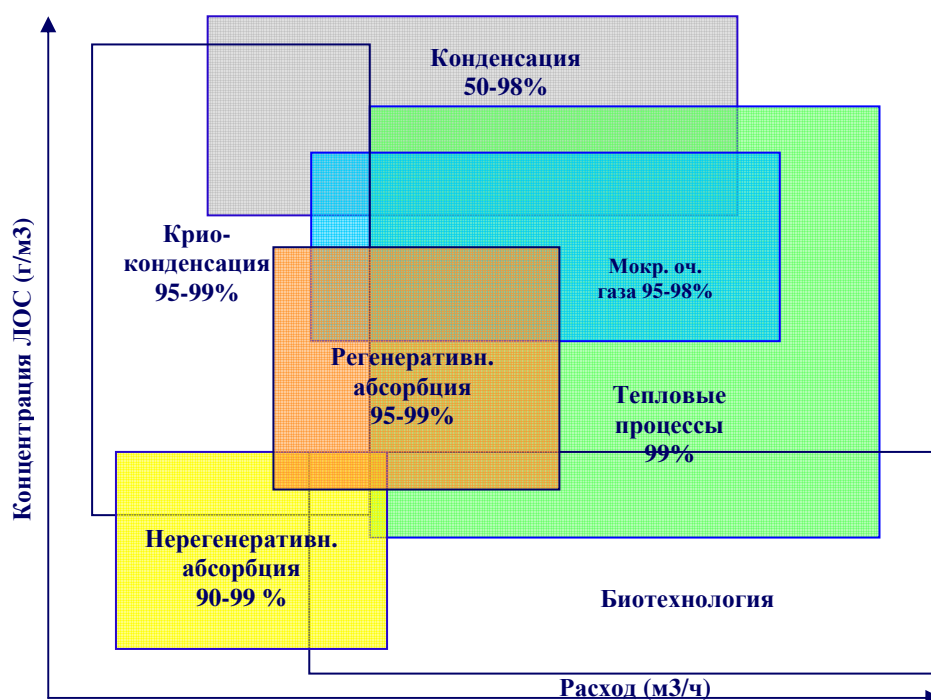 Концентрация ЛОС (г/м3)
Конденсация
50-98%
Крио-
конденсация
95-99%
Мокр. оч.
газа 95-98%
Регенеративн.
абсорбция
95-99%
Тепловые
процессы
99%
Нерегенеративн.
абсорбция
90-99 %
Биотехнология
Расход (м3/ч)